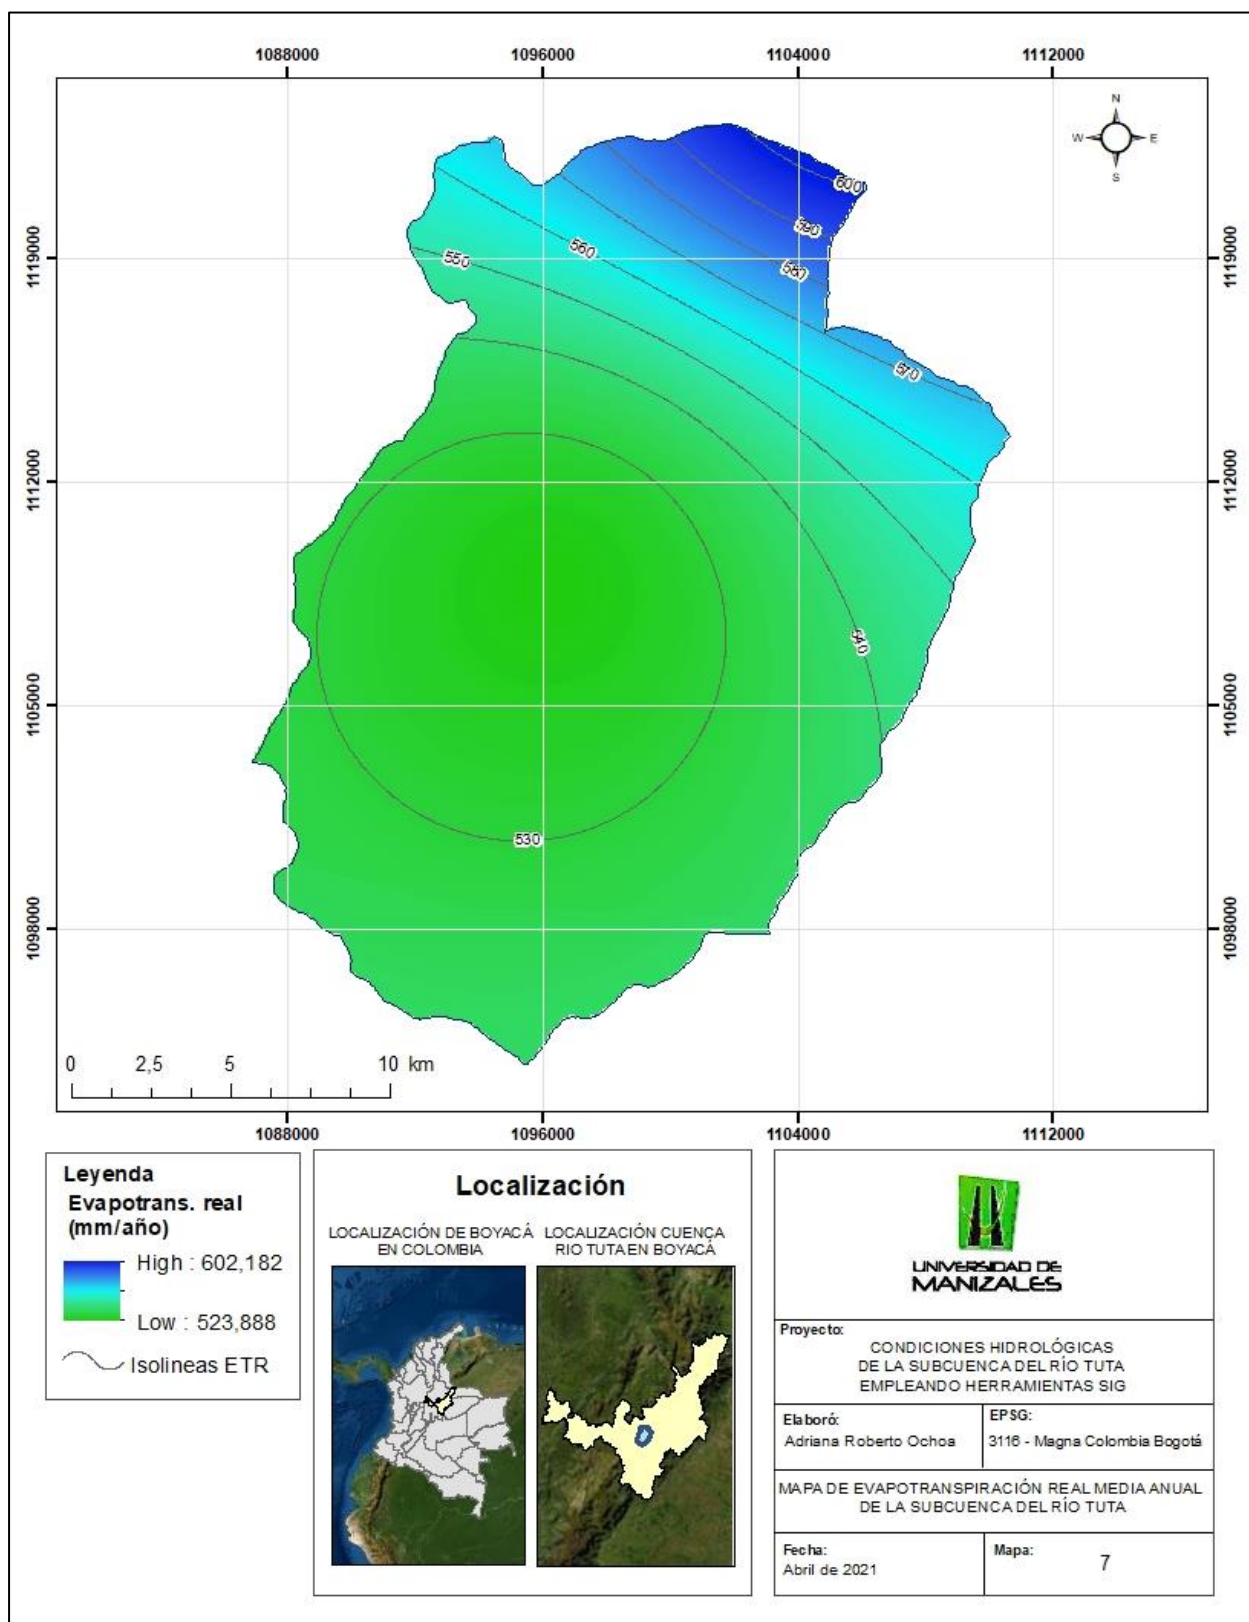 1088000
1096000
1104000
1112000
N
W
E
S
600
590
580
570
560
550
540
530
1119000
1119000
1112000
1112000
1105000
1105000
1098000
1098000
0
2,5
5
10 km
1088000
1096000
1104000
1112000
Leyenda
Evapotrans. real
(mm/año)
High : 602,182
Low : 523,888
Isolineas ETR
Localización
LOCALIZACIÓN DE BOYACÁ
EN COLOMBIA
LOCALIZACIÓN CUENCA
RIO TUTA EN BOYACÁ
UNIVERSIDAD DE
MANIZALES
Proyecto:
CONDICIONES HIDROLÓGICAS
DE LA SUBCUENCA DEL RÍO TUTA
EMPLEANDO HERRAMIENTAS SIG
Elaboró:
Adriana Roberto Ochoa
EPSG:
3116 - Magna Colombia Bogotá
MAPA DE EVAPOTRANSPIRACIÓN REAL MEDIA ANUAL
DE LA SUBCUENCA DEL RÍO TUTA
Fecha:
Abril de 2021
Mapa:
7